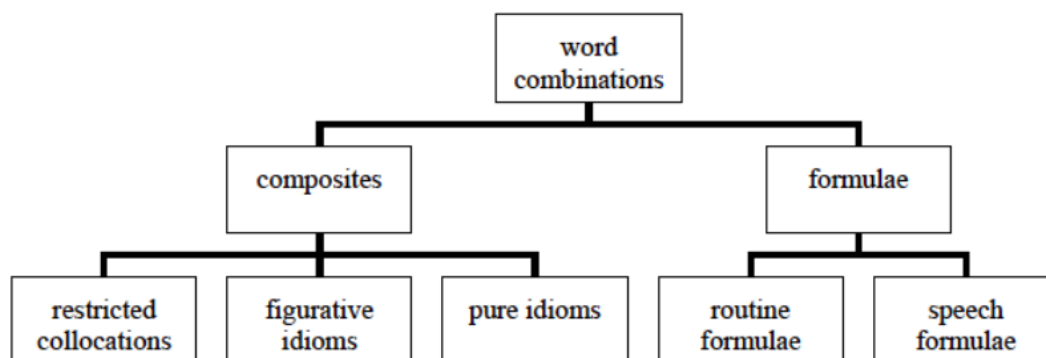 word
combinations
composites
formulae
restricted
collocations
figurative
idioms
pure idioms
routine
formulae
speech
formulae